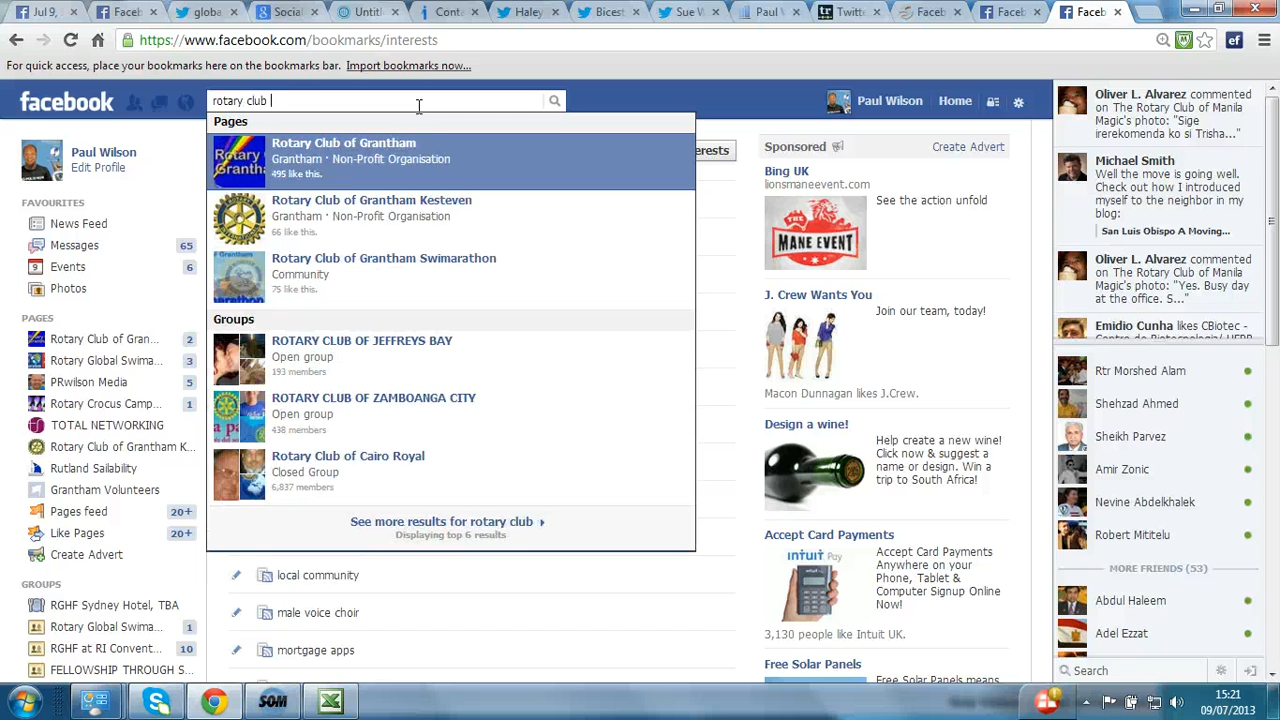 Jul 9,
Faceb
globa
Social
Untitl
Conta
Haley
Bicest
Sue W
Paul V
Twitte
Faceb
Faceb
Faceb
https://www.facebook.com/bookmarks/interests
For quick access, place your bookmarks here on the bookmarks bar. Import bookmarks now...
facebook
rotary club
Paul Wilson
Home
Paul Wilson
Edit Profile
FAVOURITES
News Feed
Messages 65
Events 6
Photos
PAGES
Rotary Club of Gran... 2
Rotary Global Swima... 3
PRwilson Media 5
Rotary Crocus Camp... 1
TOTAL NETWORKING
Rotary Club of Grantham K...
Rutland Sailability
Grantham Volunteers
Pages feed 20+
Like Pages 20+
Create Advert
GROUPS
RGHF Sydney Hotel, TBA
Rotary Global Swima... 1
RGHF at RI Convent... 10
FELLOWSHIP THROUGH S...
Pages
Rotary Club of Grantham
Grantham · Non-Profit Organisation
495 like this.
Rotary Club of Grantham Kesteven
Grantham · Non-Profit Organisation
66 like this.
Rotary Club of Grantham Swimarathon
Community
75 like this.
Groups
ROTARY CLUB OF JEFFREYS BAY
Open group
193 members
ROTARY CLUB OF ZAMBOANGA CITY
Open group
438 members
Rotary Club of Cairo Royal
Closed Group
6,837 members
See more results for rotary club
Displaying top 6 results
local community
male voice choir
mortgage apps
erests
Sponsored
Create Advert
Bing UK
lionsmaneevent.com
THE MANE EVENT
See the action unfold
J. Crew Wants You
Join our team, today!
Macon Dunnagan likes J.Crew.
Design a wine!
Help create a new wine!
Click now & suggest a
name or design. Win a
trip to South Africa!
Accept Card Payments
intuit Pay
Accept Card Payments
Anywhere on your
Phone, Tablet &
Computer Signup Online
Now!
3,130 people like Intuit UK.
Free Solar Panels
Free Solar Panels means
Oliver L. Alvarez
commented
on The Rotary Club of Manila
Magic's photo: "Sige
irerekomenda ko si Trisha..."
Michael Smith
Well the move is going well.
Check out how I introduced
myself to the neighbor in my
blog:
San Luis Obispo A Moving...
Oliver L. Alvarez commented
on The Rotary Club of Manila
Magic's photo: "Yes. Busy day
at the office. S..."
Emidio Cunha likes CBiotec -
Rtr Morshed Alam
Shehzad Ahmed
Sheikh Parvez
Amir Zonic
Nevine Abdelkhalek
Robert Mititelu
MORE FRIENDS (53)
Abdul Haleem
Adel Ezzat
Search
SOM
15:21
09/07/2013